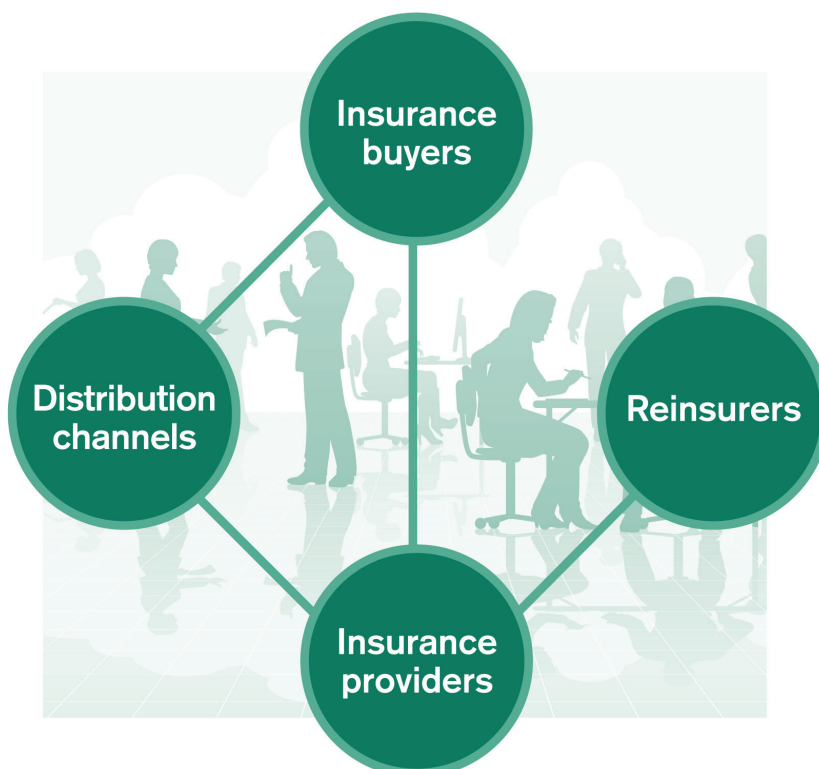 Insurance
buyers
Distribution
channels
Reinsurers
Insurance
providers